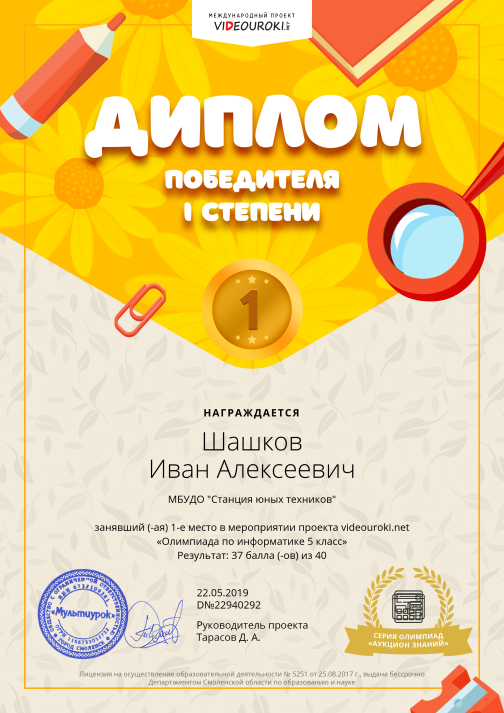 МЕЖДУНАРОДНЫЙ ПРОЕКТ
VIDEOUROKI.NET
ДИПЛОМ
ПОБЕДИТЕЛЯ
I СТЕПЕНИ
1
НАГРАЖДАЕТСЯ
Шашков
Иван Алексеевич
МБУДО "Станция юных техников"
занявший (-ая) 1-е место в мероприятии проекта videouroki.net
«Олимпиада по информатике 5 класс»
Результат: 37 балла (-ов) из 40
«Мультиурок»
22.05.2019
D№22940292
Руководитель проекта
Тарасов Д. А.
СЕРИЯ ОЛИМПИАД
«АУКЦИОН ЗНАНИЙ»
Лицензия на осуществление образовательной деятельности № 5251 от 25.08.2017 г., выдана бессрочно
Департаментом Смоленской области по образованию и науке